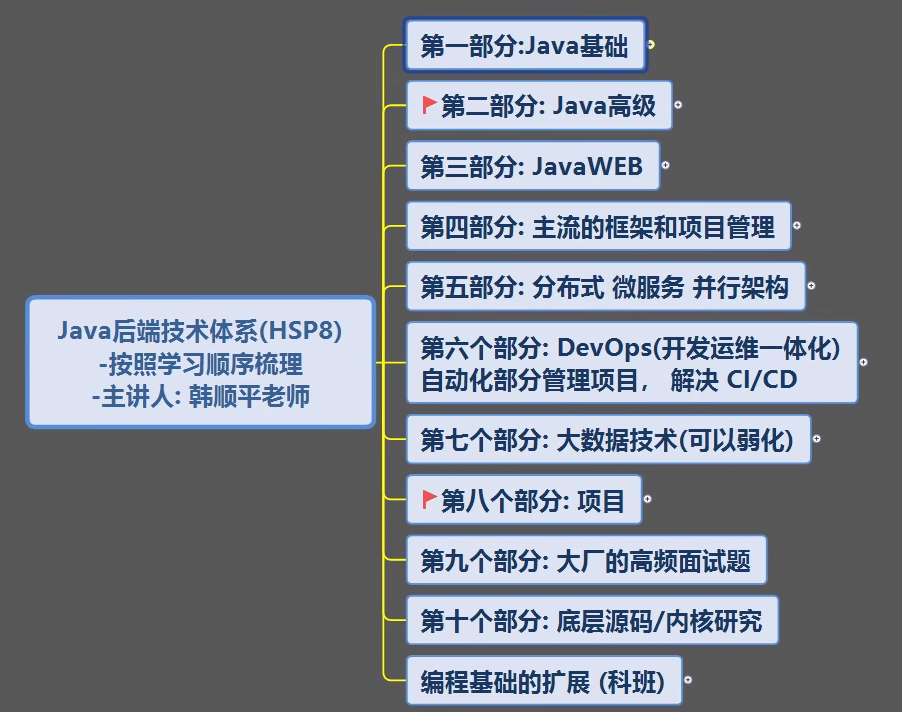 Java后端技术体系(HSP8)
-按照学习顺序梳理
-主讲人: 韩顺平老师
第一部分:Java基础
第二部分: Java高级
第三部分: JavaWEB
第四部分: 主流的框架和项目管理
第五部分: 分布式 微服务 并行架构
第六个部分: DevOps(开发运维一体化)
自动化部分管理项目， 解决 CI/CD
第七个部分: 大数据技术(可以弱化)
第八个部分: 项目
第九个部分: 大厂的高频面试题
第十个部分: 底层源码/内核研究
编程基础的扩展 (科班)